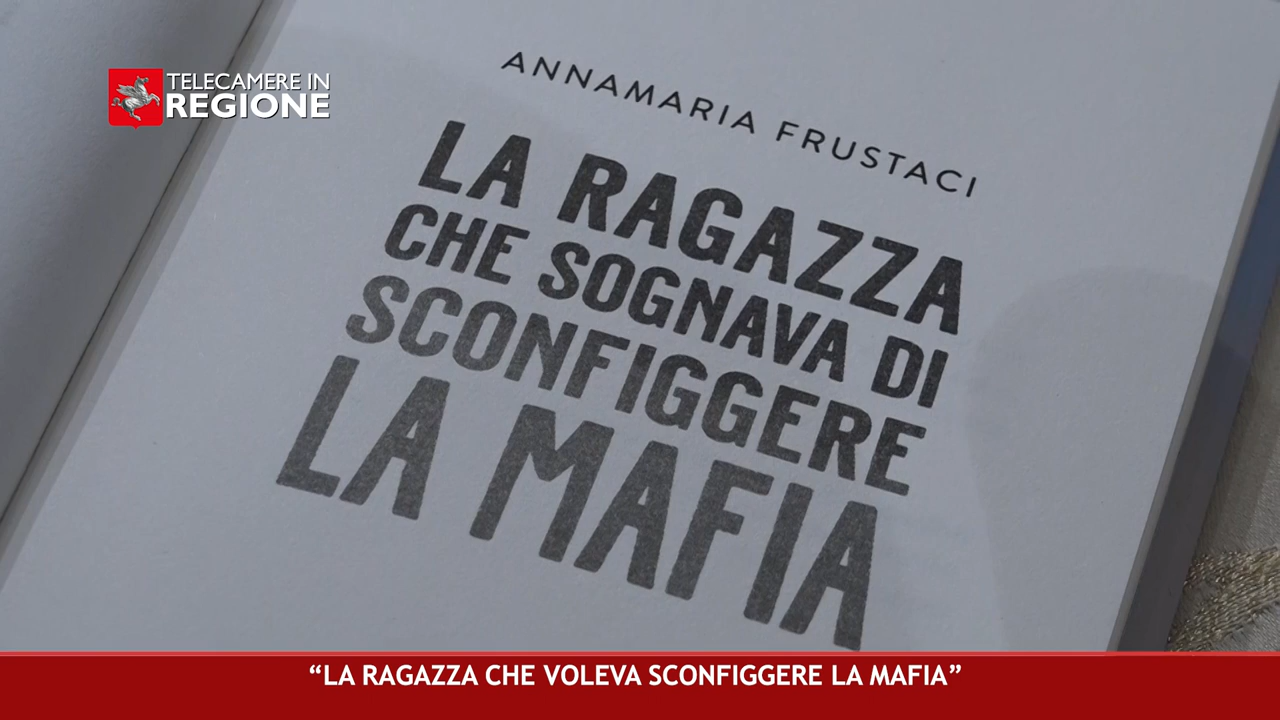 TELECAMERE IN
REGIONE
ANNAMARIA FRUSTACI
LA RAGAZZA
CHE SOGNAVA DI
SCONFIGGERE
LA MAFIA
“LA RAGAZZA CHE VOLEVA SCONFIGGERE LA MAFIA”